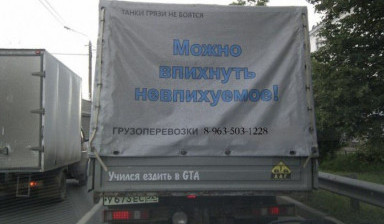 ТАНКИ ГРЯЗИ НЕ БОЯТСЯ
Можно
впихнуть
невпихуемое!
ГРУЗОПЕРЕВОЗКИ 8-963-503-1228
Учился ездить в GTA